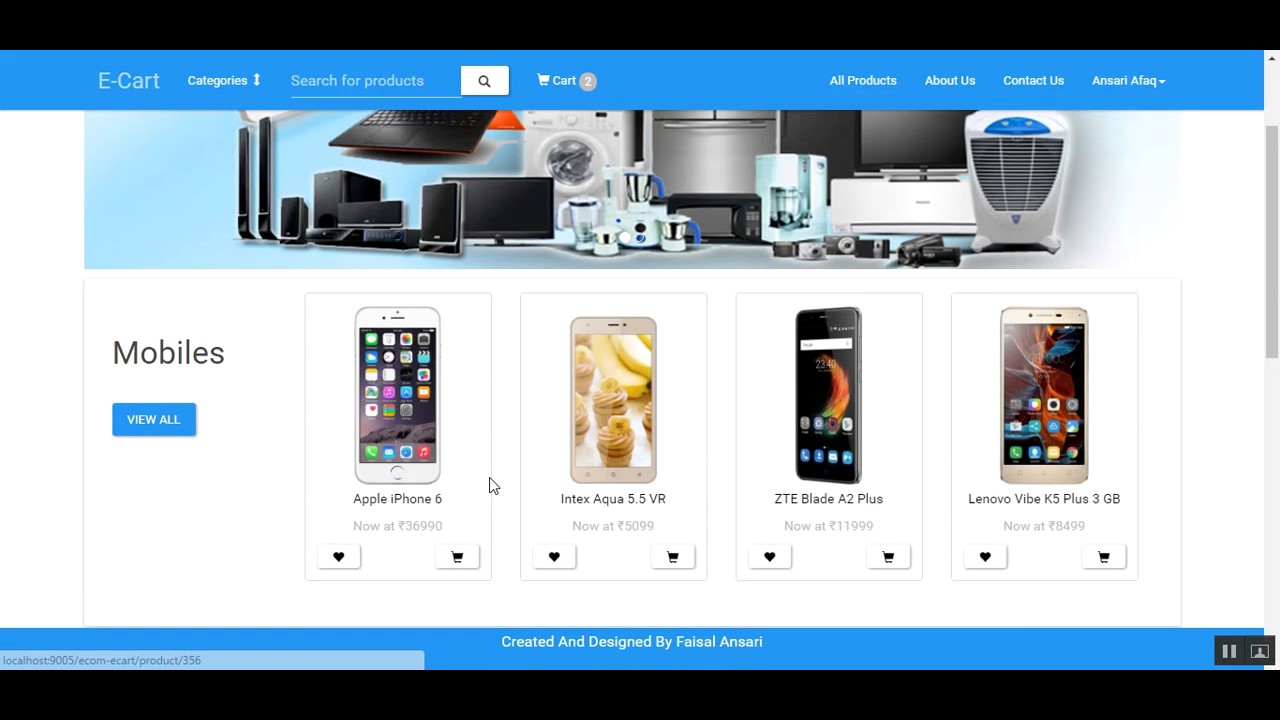 E-Cart
Categories
Search for products
Cart 2
All Products
About Us
Contact Us
Ansari Afaq
Mobiles
VIEW ALL
23:40
Apple iPhone 6
Intex Aqua 5.5 VR
ZTE Blade A2 Plus
Lenovo Vibe K5 Plus 3 GB
Now at ₹36990
Now at ₹5099
Now at ₹11999
Now at ₹8499
Created And Designed By Faisal Ansari
localhost:9005/ecom-ecart/product/356